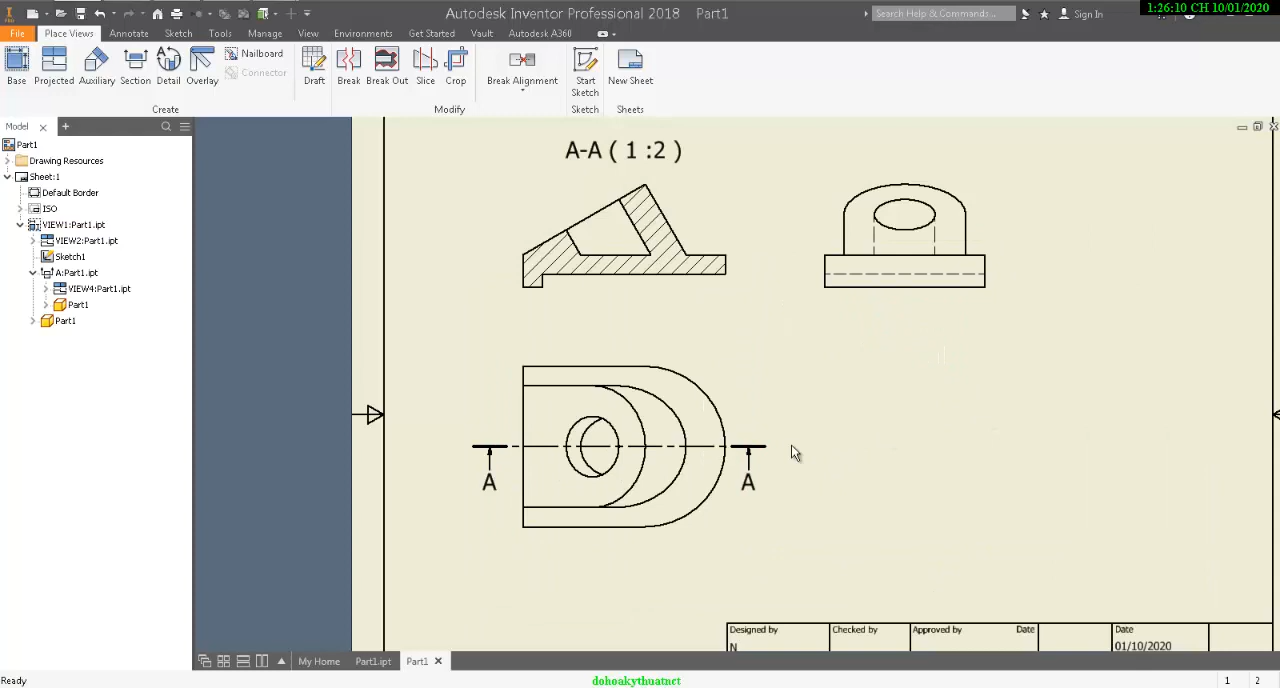 1:26:10 CH 10/01/2020
Autodesk Inventor Professional 2018 Part1
Search Help & Commands...
Sign In
PRO
File Place Views Annotate Sketch Tools Manage View Environments Get Started Vault Autodesk A360
Base Projected Auxiliary Section Detail Overlay
Nailboard
Connector
Draft Break Break Out Slice Crop Break Alignment
Start
Sketch
New Sheet
Create Modify Sketch Sheets
Model
Part1
Drawing Resources
Sheet:1
Default Border
ISO
VIEW1:Part1.ipt
VIEW2:Part1.ipt
Sketch1
A:Part1.ipt
VIEW4:Part1.ipt
Part1
Part1
A-A ( 1 :2 )
A A
Designed by Checked by Approved by Date Date
N 01/10/2020
My Home Part1.ipt Part1
Ready 1 2
dohoakythuatnet